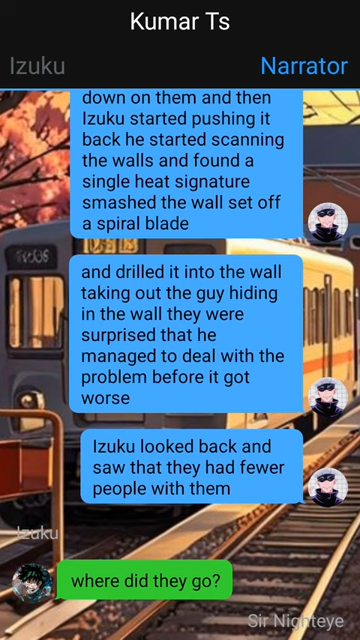 Kumar Ts
Izuku
Narrator
down on them and then
Izuku started pushing it
back he started scanning
the walls and found a
single heat signature
smashed the wall set off
a spiral blade
and drilled it into the wall
taking out the guy hiding
in the wall they were
surprised that he
managed to deal with the
problem before it got
worse
Izuku looked back and
saw that they had fewer
people with them
Izuku
where did they go?
Sir Nighteye